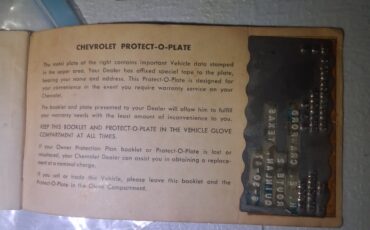 CHEVROLET PROTECT-O-PLATE
The metal plate at the right contains important Vehicle data stamped
in the upper area. Your Dealer has affixed special tape to the plate,
bearing your name and address. This Protect-O-Plate is designed for
your convenience in the event you require warranty service on your
Chevrolet.
The booklet and plate presented to your Dealer will allow him to fulfill
your warranty needs with the least amount of inconvenience to you.
KEEP THIS BOOKLET AND PROTECT-O-PLATE IN THE VEHICLE GLOVE
COMPARTMENT AT ALL TIMES.
If your Owner Protection Plan booklet or Protect-O-Plate is lost or
misplaced, your Chevrolet Dealer can assist you in obtaining a replace-
ment at a nominal charge.
If you sell or trade this Vehicle, please leave this booklet and the
Protect-O-Plate in the Glove Compartment.